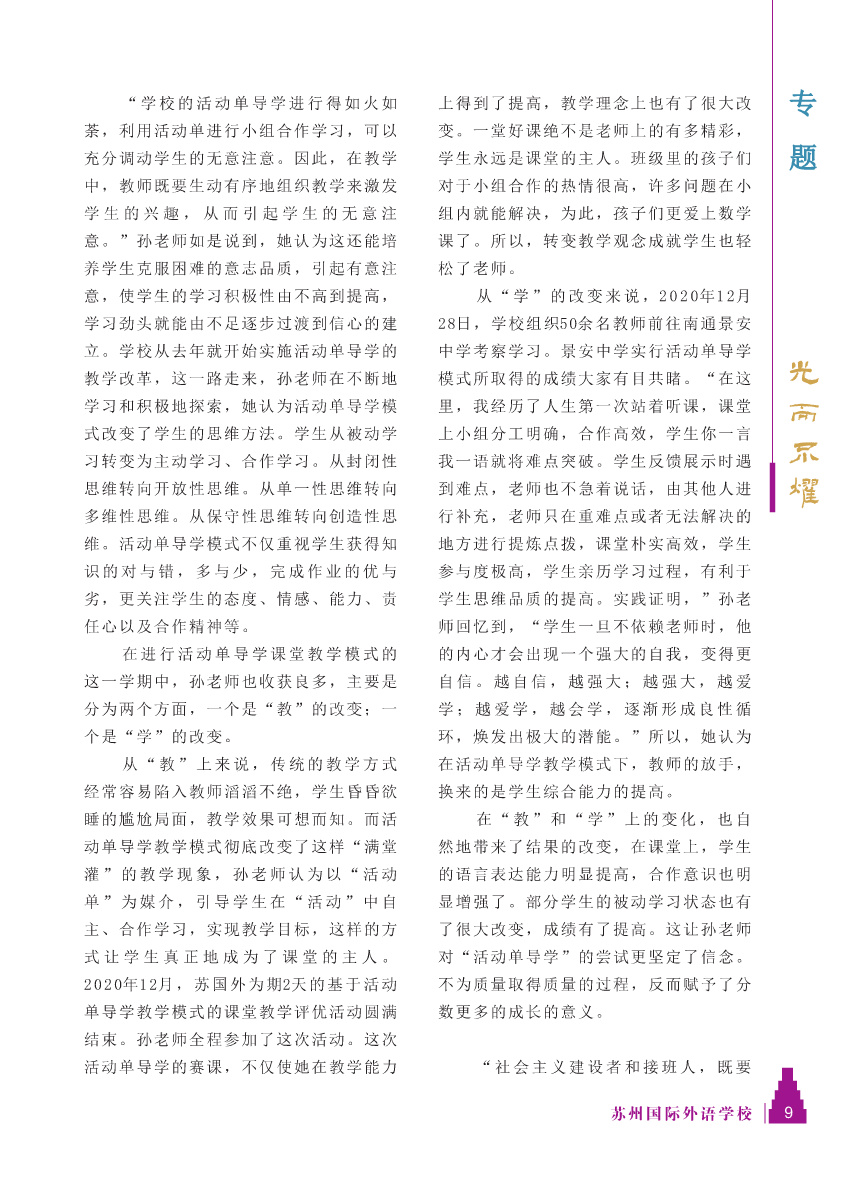 “学校的活动单导学进行得如火如
荼，利用活动单进行小组合作学习，可以
充分调动学生的无意注意。因此，在教学
中，教师既要生动有序地组织教学来激发
学生的兴趣，从而引起学生的无意注
意。”孙老师如是说到，她认为这还能培
养学生克服困难的意志品质，引起有意注
意，使学生的学习积极性由不高到提高，
学习劲头就能由不足逐步过渡到信心的建
立。学校从去年就开始实施活动单导学的
教学改革，这一路走来，孙老师在不断地
学习和积极地探索，她认为活动单导学模
式改变了学生的思维方法。学生从被动学
习转变为主动学习、合作学习。从封闭性
思维转向开放性思维。从单一性思维转向
多维性思维。从保守性思维转向创造性思
维。活动单导学模式不仅重视学生获得知
识的对与错，多与少，完成作业的优与
劣，更关注学生的态度、情感、能力、责
任心以及合作精神等。
在进行活动单导学课堂教学模式的
这一学期中，孙老师也收获良多，主要是
分为两个方面，一个是“教”的改变；一
个是“学”的改变。
从“教”上来说，传统的教学方式
经常容易陷入教师滔滔不绝，学生昏昏欲
睡的尴尬局面，教学效果可想而知。而活
动单导学教学模式彻底改变了这样“满堂
灌”的教学现象，孙老师认为以“活动
单”为媒介，引导学生在“活动”中自
主、合作学习，实现教学目标，这样的方
式让学生真正地成为了课堂的主人。
2020年12月，苏国外为期2天的基于活动
单导学教学模式的课堂教学评优活动圆满
结束。孙老师全程参加了这次活动。这次
活动单导学的赛课，不仅使她在教学能力
上得到了提高，教学理念上也有了很大改
变。一堂好课绝不是老师上的有多精彩，
学生永远是课堂的主人。班级里的孩子们
对于小组合作的热情很高，许多问题在小
组内就能解决，为此，孩子们更爱上数学
课了。所以，转变教学观念成就学生也轻
松了老师。
从“学”的改变来说，2020年12月
28日，学校组织50余名教师前往南通景安
中学考察学习。景安中学实行活动单导学
模式所取得的成绩大家有目共睹。“在这
里，我经历了人生第一次站着听课，课堂
上小组分工明确，合作高效，学生你一言
我一语就将难点突破。学生反馈展示时遇
到难点，老师也不急着说话，由其他人进
行补充，老师只在重难点或者无法解决的
地方进行提炼点拨，课堂朴实高效，学生
参与度极高，学生亲历学习过程，有利于
学生思维品质的提高。实践证明，”孙老
师回忆到，“学生一旦不依赖老师时，他
的内心才会出现一个强大的自我，变得更
自信。越自信，越强大；越强大，越爱
学；越爱学，越会学，逐渐形成良性循
环，焕发出极大的潜能。”所以，她认为
在活动单导学教学模式下，教师的放手，
换来的是学生综合能力的提高。
在“教”和“学”上的变化，也自
然地带来了结果的改变，在课堂上，学生
的语言表达能力明显提高，合作意识也明
显增强了。部分学生的被动学习状态也有
了很大改变，成绩有了提高。这让孙老师
对“活动单导学”的尝试更坚定了信念。
不为质量取得质量的过程，反而赋予了分
数更多的成长的意义。
“社会主义建设者和接班人，既要
专题
光而不耀
苏州国际外语学校
9